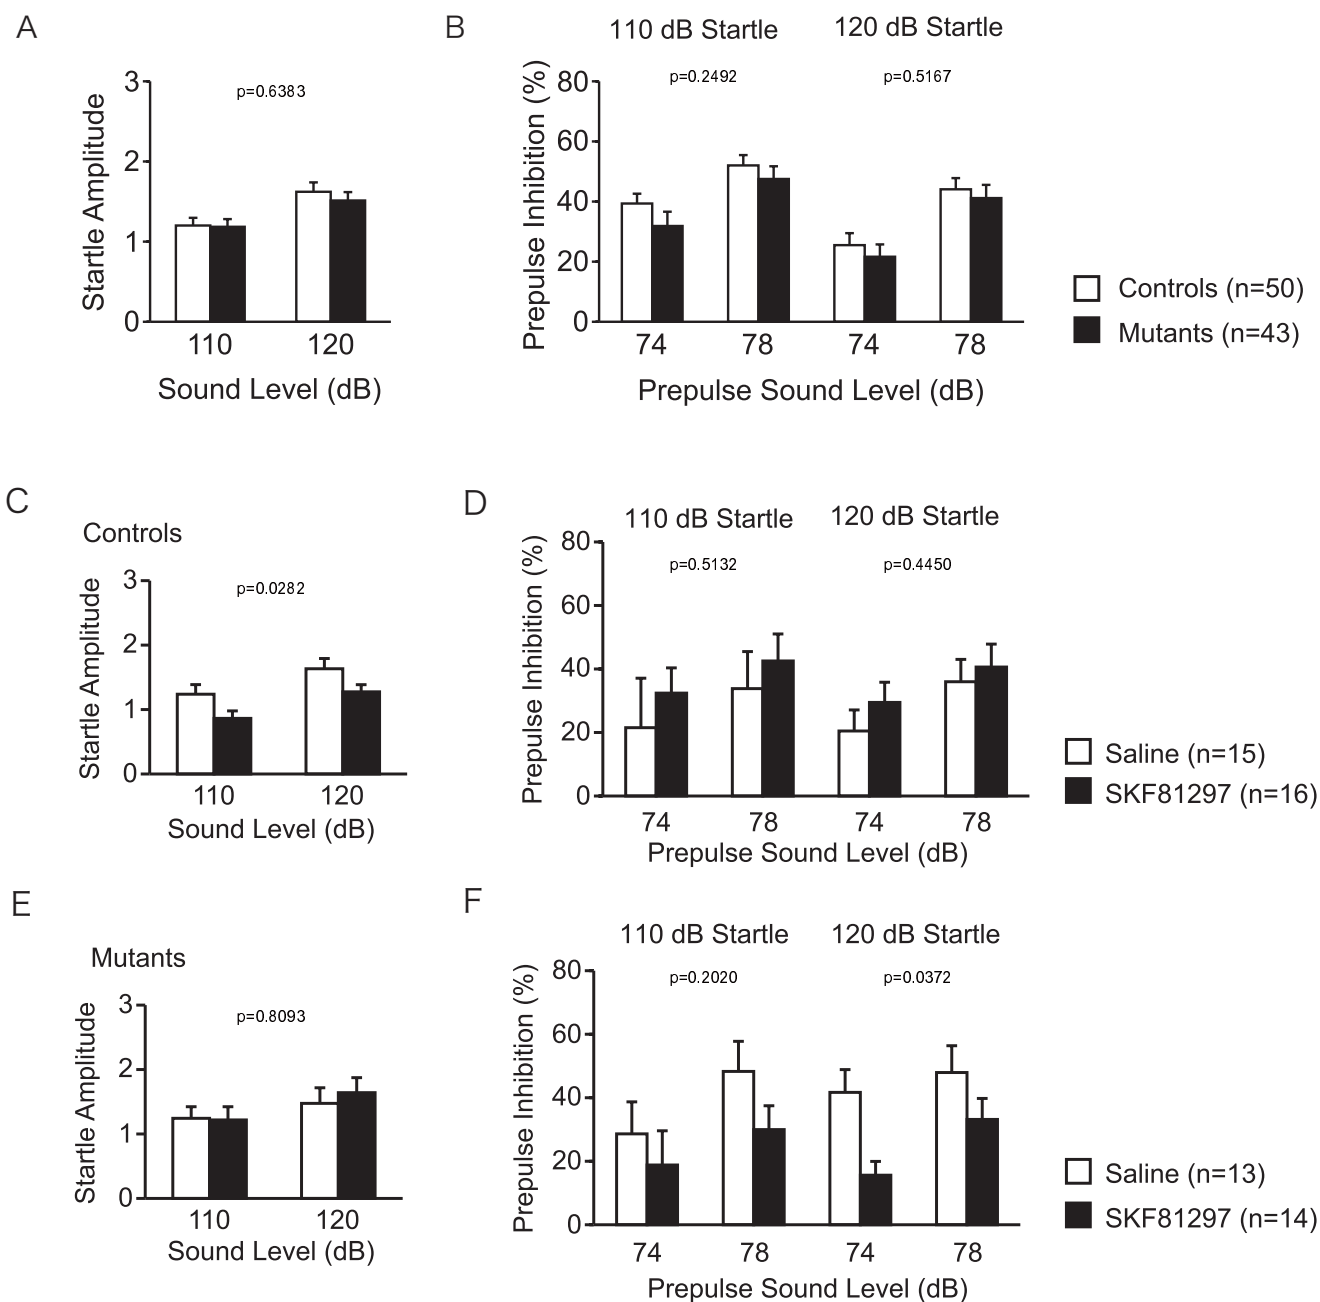 A
B
110 dB Startle
120 dB Startle
p=0.6383
p=0.2492
p=0.5167
Startle Amplitude
3
2
1
0
110
120
Sound Level (dB)
Prepulse Inhibition (%)
80
60
40
20
0
74
78
74
78
Prepulse Sound Level (dB)
Controls (n=50)
Mutants (n=43)
C
Controls
p=0.0282
Startle Amplitude
3
2
1
0
110
120
Sound Level (dB)
D
110 dB Startle
120 dB Startle
p=0.5132
p=0.4450
Prepulse Inhibition (%)
80
60
40
20
0
74
78
74
78
Prepulse Sound Level (dB)
Saline (n=15)
SKF81297 (n=16)
E
Mutants
p=0.8093
Startle Amplitude
3
2
1
0
110
120
Sound Level (dB)
F
110 dB Startle
120 dB Startle
p=0.2020
p=0.0372
Prepulse Inhibition (%)
80
60
40
20
0
74
78
74
78
Prepulse Sound Level (dB)
Saline (n=13)
SKF81297 (n=14)